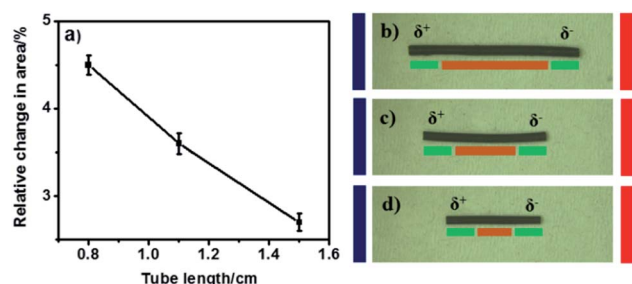 a)
Relative change in area/%
5
4
3
0.8
1.0
1.2
1.4
1.6
Tube length/cm
b)
δ+
δ-
c)
δ+
δ-
d)
δ+
δ-